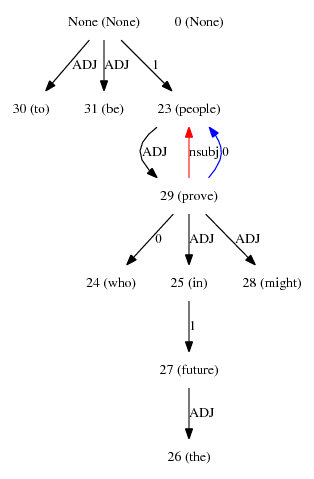 None (None) 0 (None)
ADJ ADJ 1
30 (to) 31 (be) 23 (people)
ADJ nsubj 0
29 (prove)
0 ADJ ADJ
24 (who) 25 (in) 28 (might)
1
27 (future)
ADJ
26 (the)